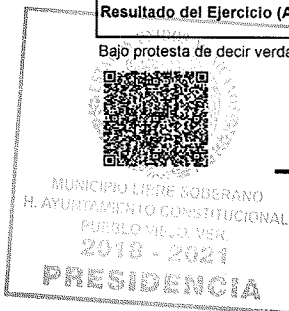 Resultado del Ejercicio (A
Bajo protesta de decir verda
MUNICIPIO LIBRE SOBERANO
H. AYUNTAMIENTO CONSTITUCIONAL
PUEBLO VIEJO, VER.
2018 - 2021
PRESIDENCIA